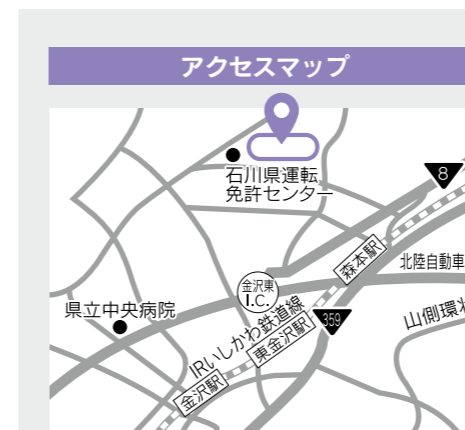 アクセスマップ
石川県運転
免許センター
8
森本駅
北陸自動車
金沢東
I.C.
県立中央病院
IRいしかわ鉄道線
359
東金沢駅
山側環
金沢駅